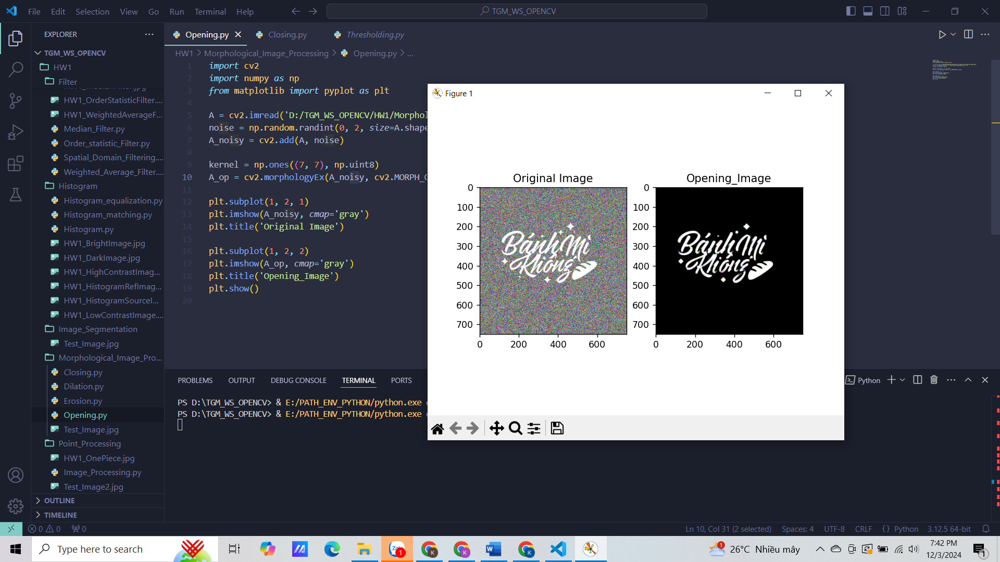 File Edit Selection View Go Run Terminal Help
TGM_WS_OPENCV
EXPLORER
TGM_WS_OPENCV
HW1
Filter
HW1_MedianFilter.jpg
HW1_OrderStatisticFilter....
HW1_WeightedAverageF...
Median_Filter.py
Order_statistic_Filter.py
Spatial_Domain_Filtering....
Weighted_Average_Filter....
Histogram
Histogram_equalization.py
Histogram_matching.py
Histogram.py
HW1_BrightImage.jpg
HW1_DarkImage.jpg
HW1_HighContrastImag...
HW1_HistogramRefImag...
HW1_HistogramSourceI...
HW1_LowContrastImage....
Image_Segmentation
Test_Image.jpg
Morphological_Image_Pro...
Closing.py
Dilation.py
Erosion.py
Opening.py
Test_Image.jpg
Point_Processing
HW1_OnePiece.jpg
Image_Processing.py
Test_Image2.jpg
OUTLINE
TIMELINE
Opening.py Closing.py Thresholding.py
HW1 > Morphological_Image_Processing > Opening.py > ...
1 import cv2
2 import numpy as np
3 from matplotlib import pyplot as plt
4
5 A = cv2.imread('D:/TGM_WS_OPENCV/HW1/Morphol
6 noise = np.random.randint(0, 2, size=A.shape
7 A_noisy = cv2.add(A, noise)
8
9 kernel = np.ones((7, 7), np.uint8)
10 A_op = cv2.morphologyEx(A_noisy, cv2.MORPH_O
11
12 plt.subplot(1, 2, 1)
13 plt.imshow(A_noisy, cmap='gray')
14 plt.title('Original Image')
15
16 plt.subplot(1, 2, 2)
17 plt.imshow(A_op, cmap='gray')
18 plt.title('Opening_Image')
19 plt.show()
20
Figure 1
Original Image
0
100
200
300
400
500
600
700
0 200 400 600
Bánh Mì
Không
Opening_Image
0
100
200
300
400
500
600
700
0 200 400 600
Bánh Mì
Không
PROBLEMS OUTPUT DEBUG CONSOLE TERMINAL PORTS
Python
PS D:\TGM_WS_OPENCV> & E:/PATH_ENV_PYTHON/python.exe
PS D:\TGM_WS_OPENCV> & E:/PATH_ENV_PYTHON/python.exe
0 0 0
Ln 10, Col 31 (2 selected) Spaces: 4 UTF-8 CRLF {} Python 3.12.5 64-bit
Type here to search
Zalo 1
K K K
1 26°C Nhiều mây
7:42 PM
12/3/2024
1